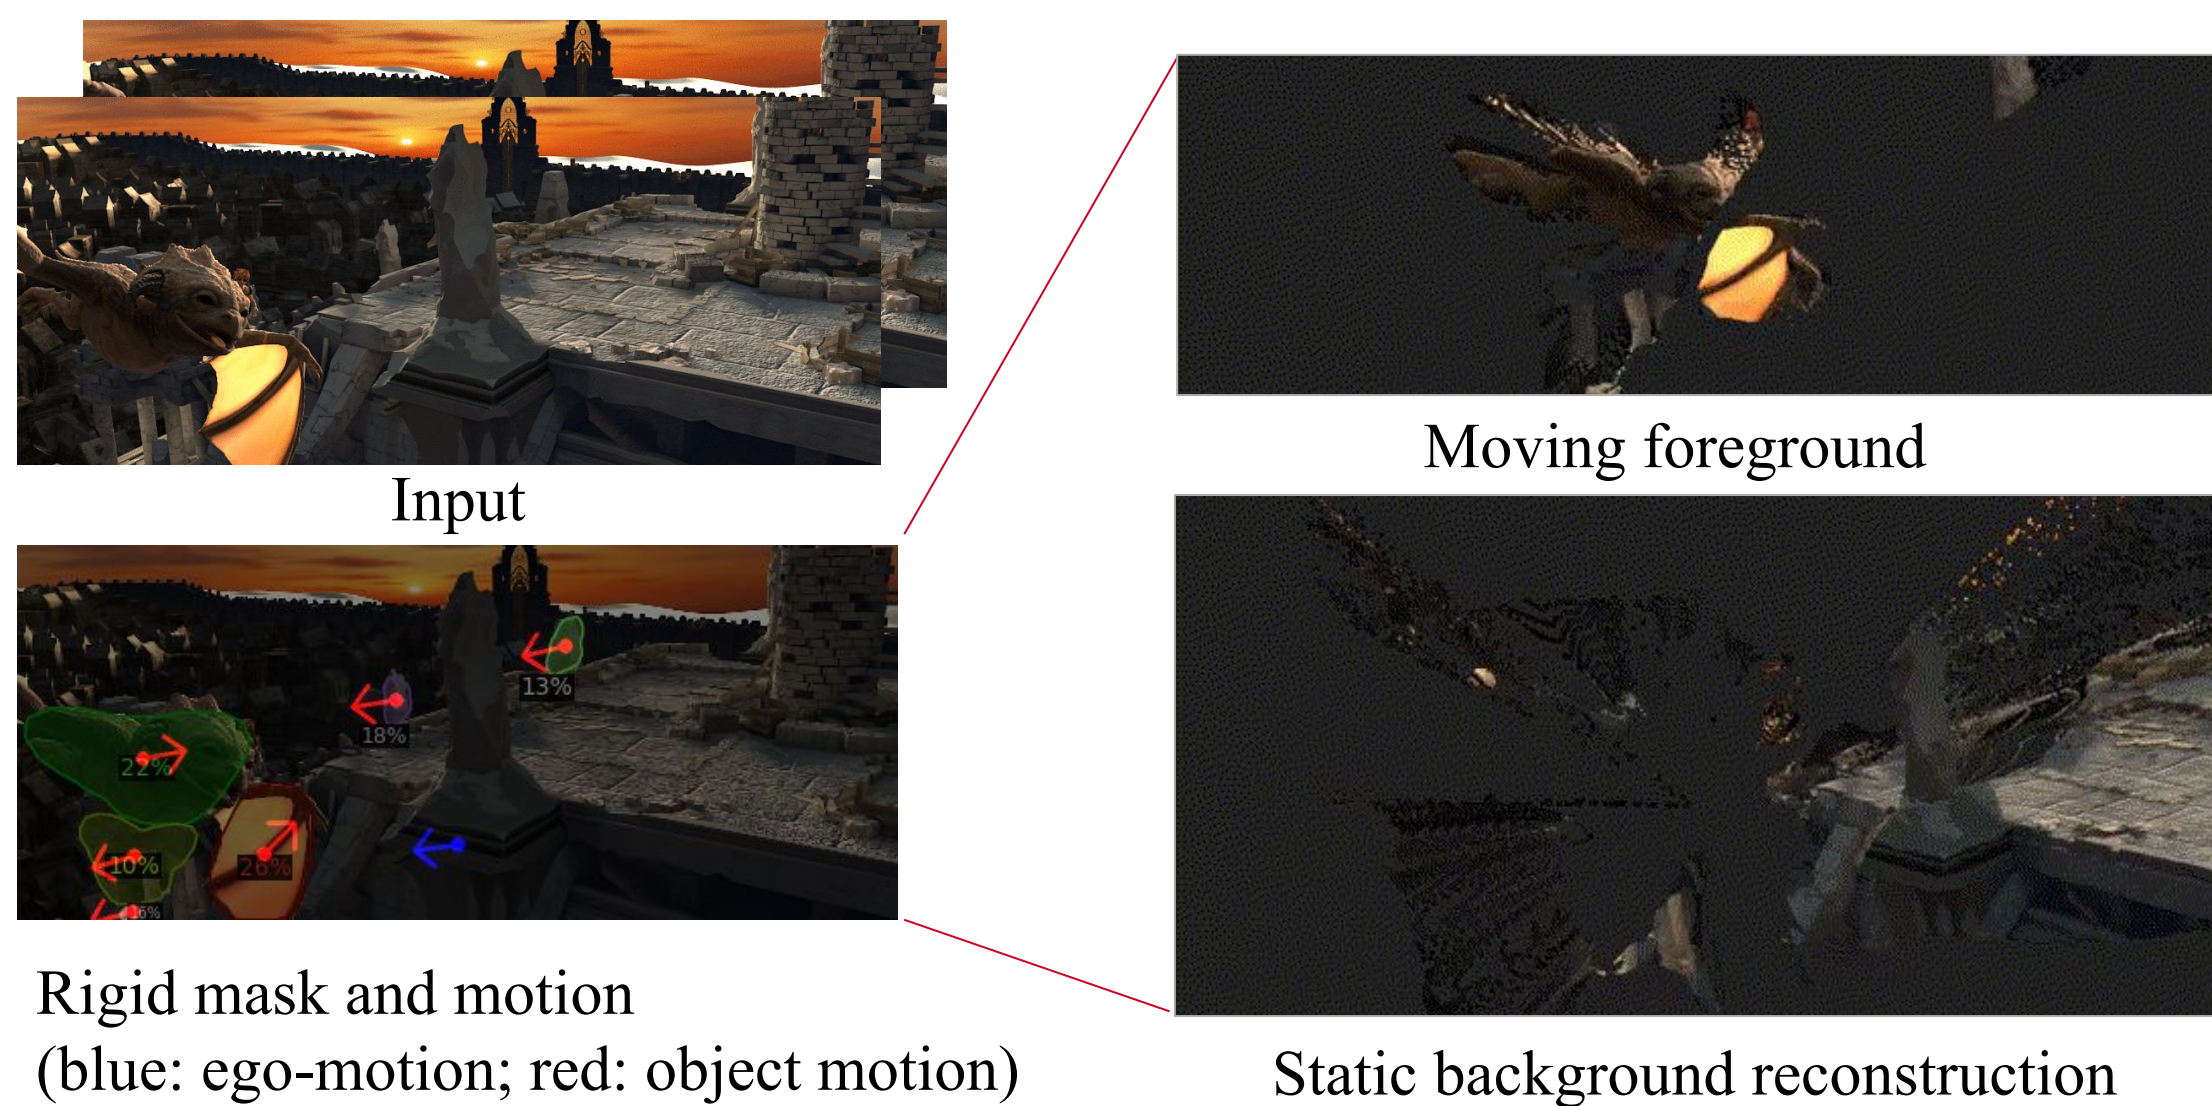 Input
Moving foreground
13%
18%
22%
10%
26%
16%
Rigid mask and motion
(blue: ego-motion; red: object motion)
Static background reconstruction